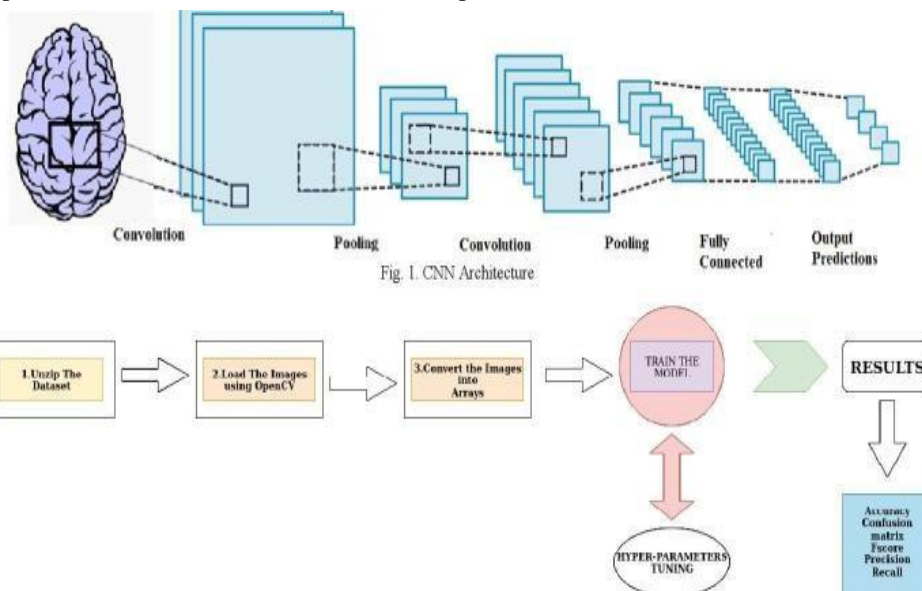 Convolution
Pooling
Convolution
Pooling
Fully
Connected
Output
Predictions
Fig. 1. CNN Architecture
1.Unzip The
Dataset
2.Load The Images
using OpenCV
3.Convert the Images
into
Arrays
TRAIN THE
MODEL
RESULTS
HYPER-PARAMETERS
TUNING
Accuracy
Confusion
matrix
Fscore
Precision
Recall